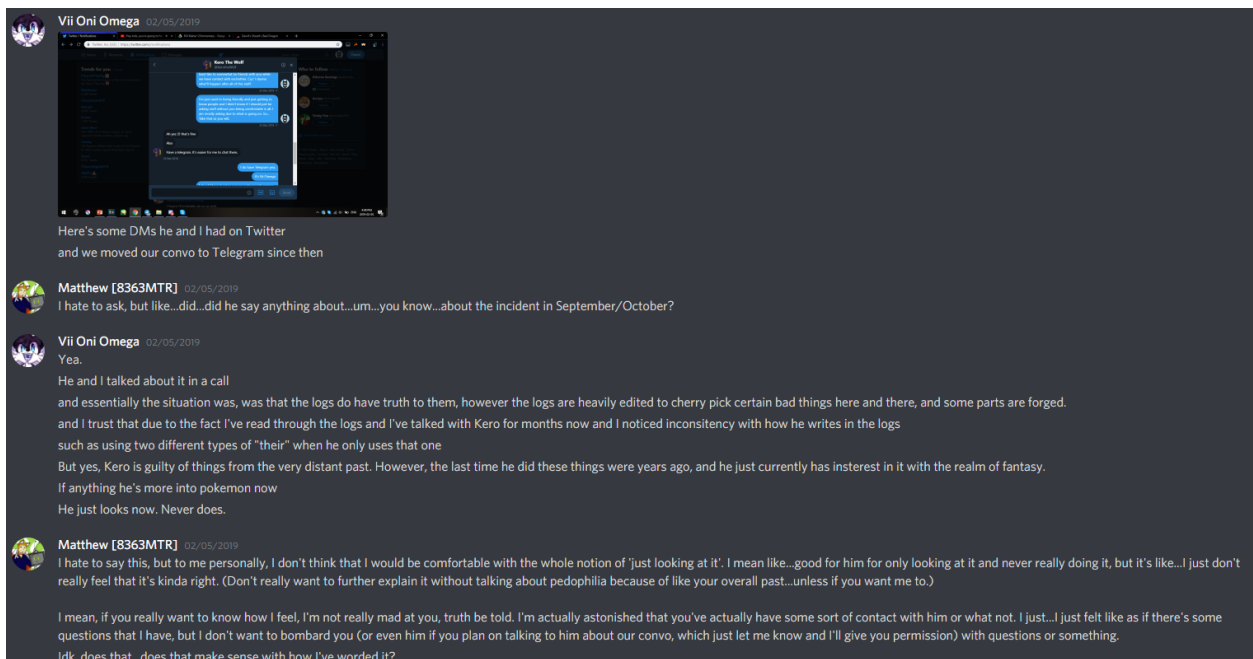 Vii Oni Omega 02/05/2019
Kero The Wolf
Ah yes :D that's fine
Also
I'm Vii Omega
Here's some DMs he and I had on Twitter
and we moved our convo to Telegram since then
Matthew [8363MTR] 02/05/2019
I hate to ask, but like...did...did he say anything about...um...you know...about the incident in September/October?
Vii Oni Omega 02/05/2019
Yea.
He and I talked about it in a call
and essentially the situation was, was that the logs do have truth to them, however the logs are heavily edited to cherry pick certain bad things here and there, and some parts are forged.
and I trust that due to the fact I've read through the logs and I've talked with Kero for months now and I noticed inconsitency with how he writes in the logs
such as using two different types of "their" when he only uses that one
But yes, Kero is guilty of things from the very distant past. However, the last time he did these things were years ago, and he just currently has insterest in it with the realm of fantasy.
If anything he's more into pokemon now
He just looks now. Never does.
Matthew [8363MTR] 02/05/2019
I hate to say this, but to me personally, I don't think that I would be comfortable with the whole notion of 'just looking at it'. I mean like...good for him for only looking at it and never really doing it, but it's like...I just don't
really feel that it's kinda right. (Don't really want to further explain it without talking about pedophilia because of like your overall past...unless if you want me to.)
I mean, if you really want to know how I feel, I'm not really mad at you, truth be told. I'm actually astonished that you've actually have some sort of contact with him or what not. I just...I just felt like as if there's some
questions that I have, but I don't want to bombard you (or even him if you plan on talking to him about our convo, which just let me know and I'll give you permission) with questions or something.
Idk, does that...does that make sense with how I've worded it?